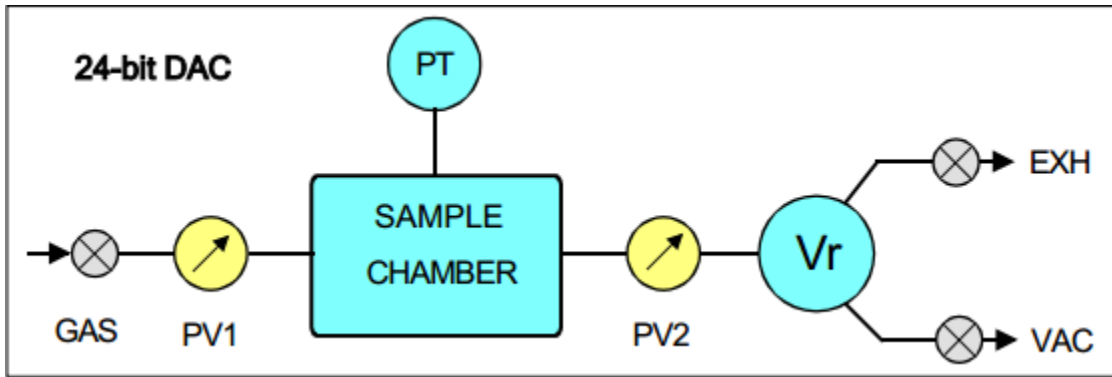 24-bit DAC
PT
SAMPLE
CHAMBER
GAS
PV1
PV2
Vr
EXH
VAC